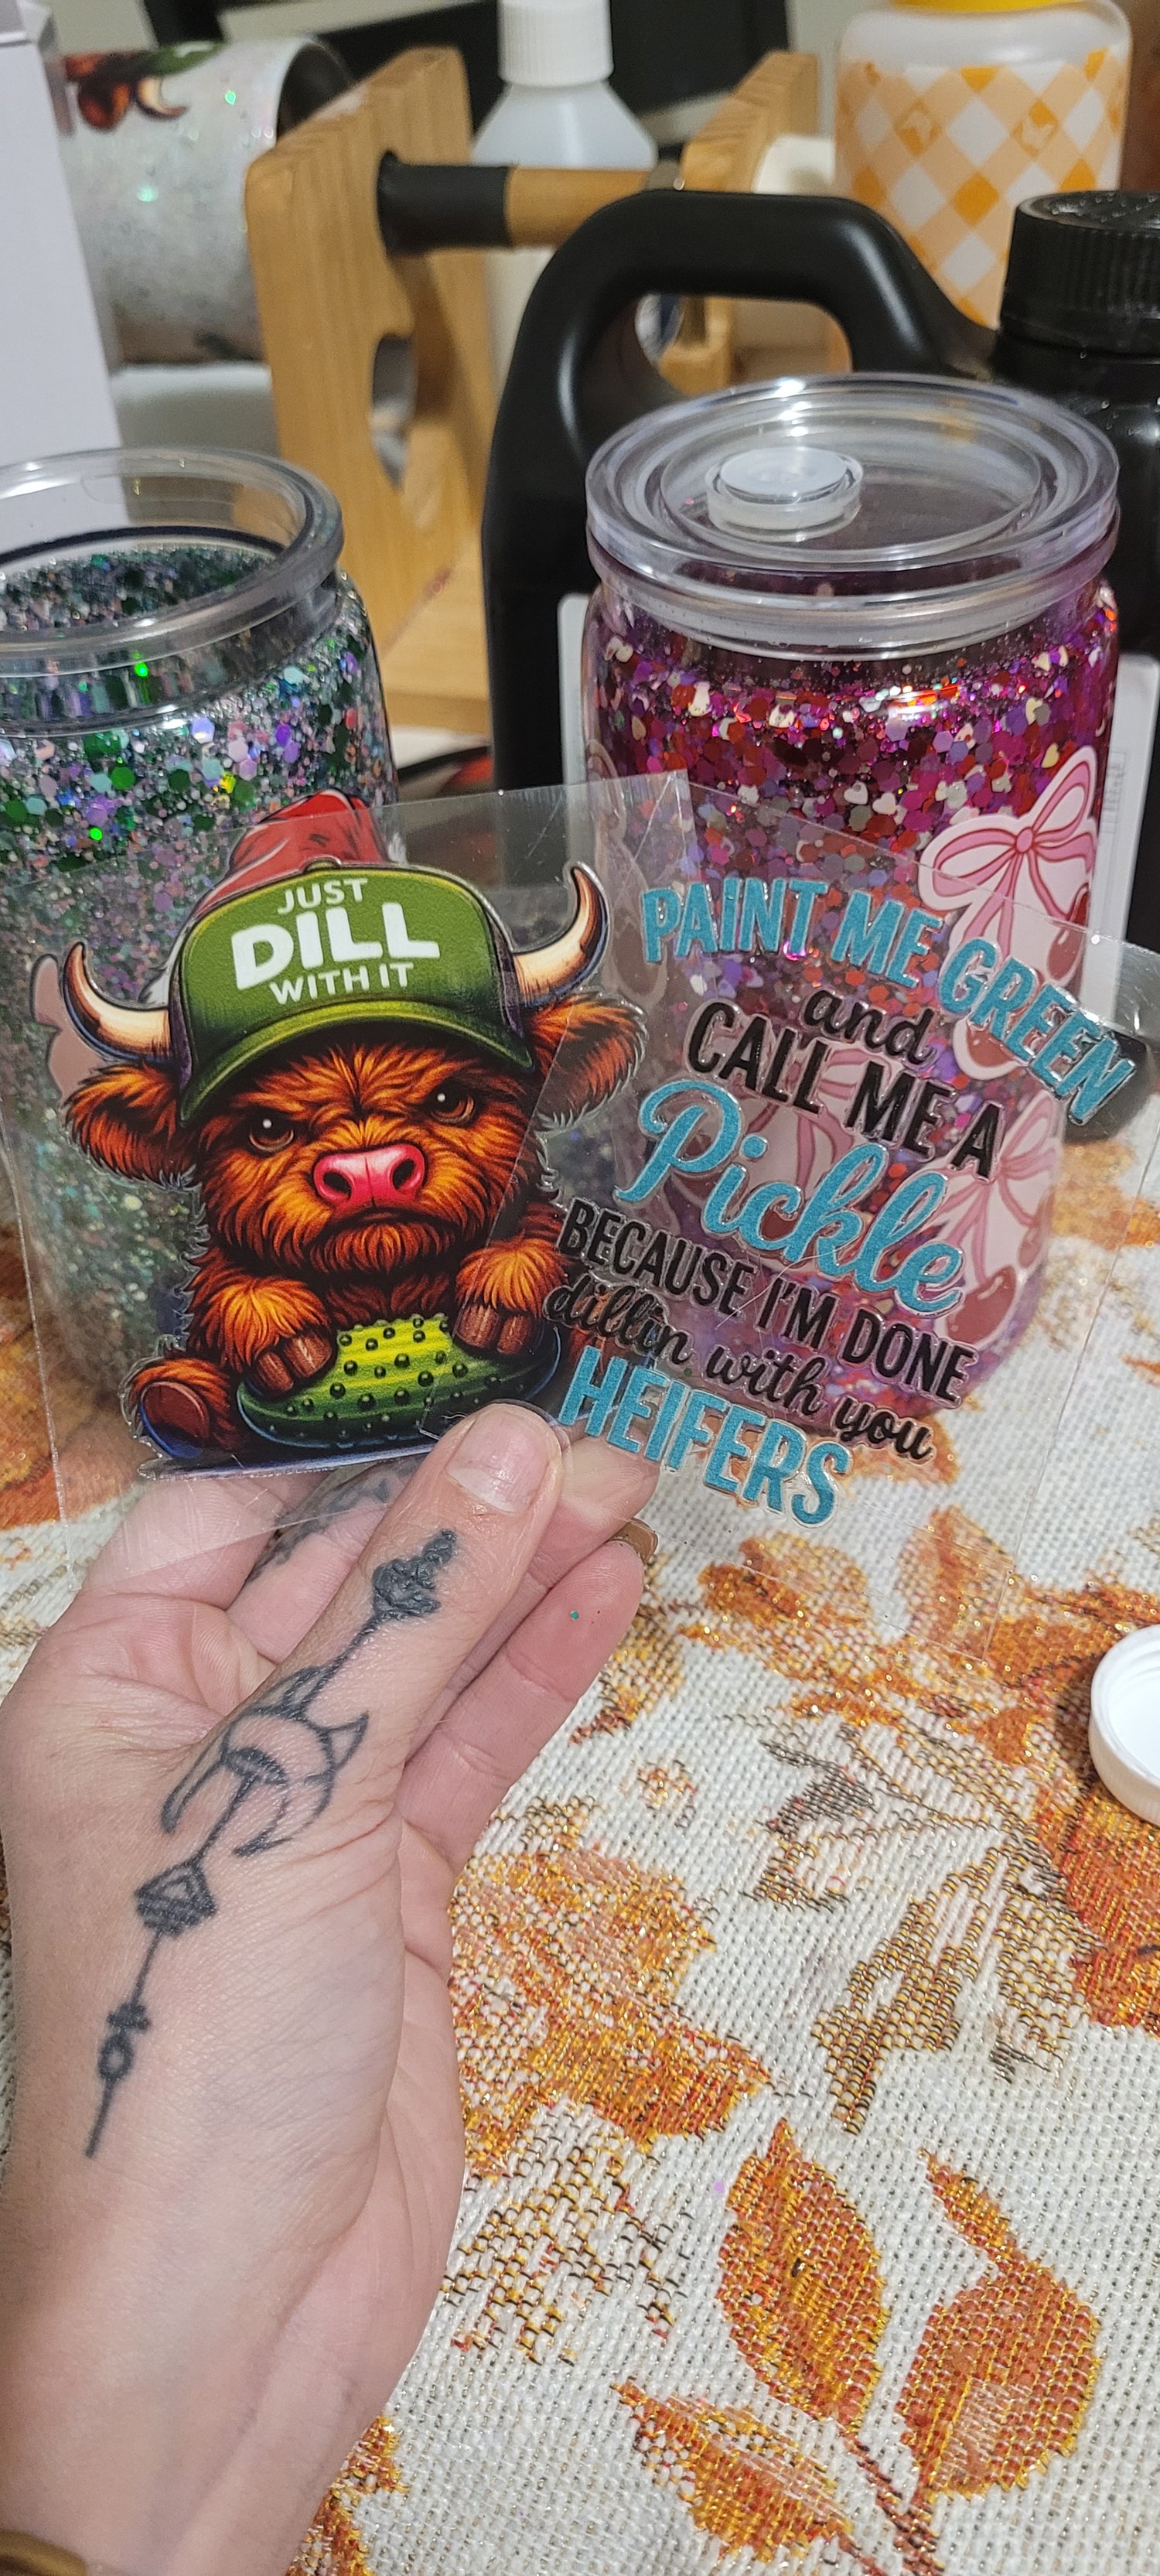 JUST
DILL
WITH IT
PAINT ME GREEN
and
CALL ME A
Pickle
BECAUSE I'M DONE
dillin with you
HEIFERS